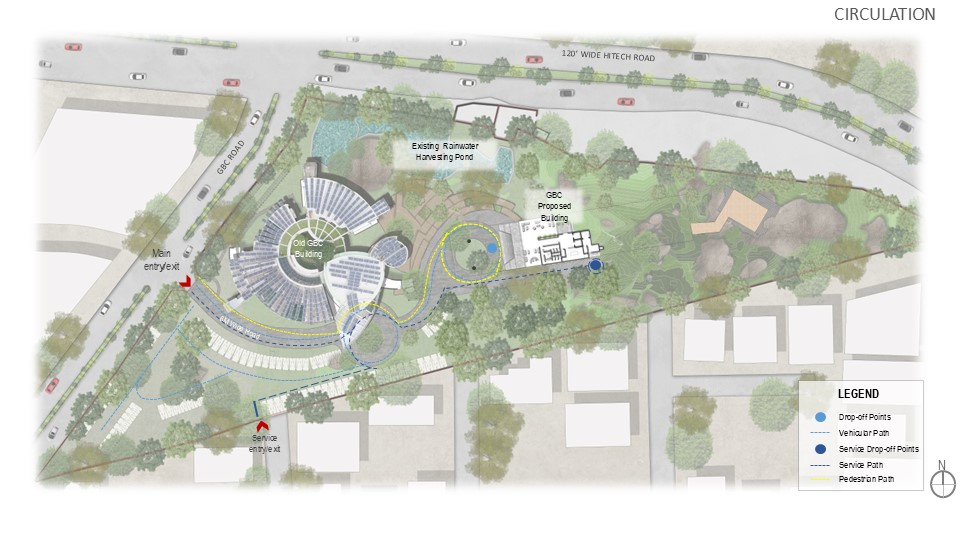 CIRCULATION
120' WIDE HITECH ROAD
GBC ROAD
Existing Rainwater
Harvesting Pond
GBC
Proposed
Building
Old GBC
Building
Main
entry/exit
Service
entry/exit
LEGEND
Drop-off Points
Vehicular Path
Service Drop-off Points
Service Path
Pedestrian Path
N